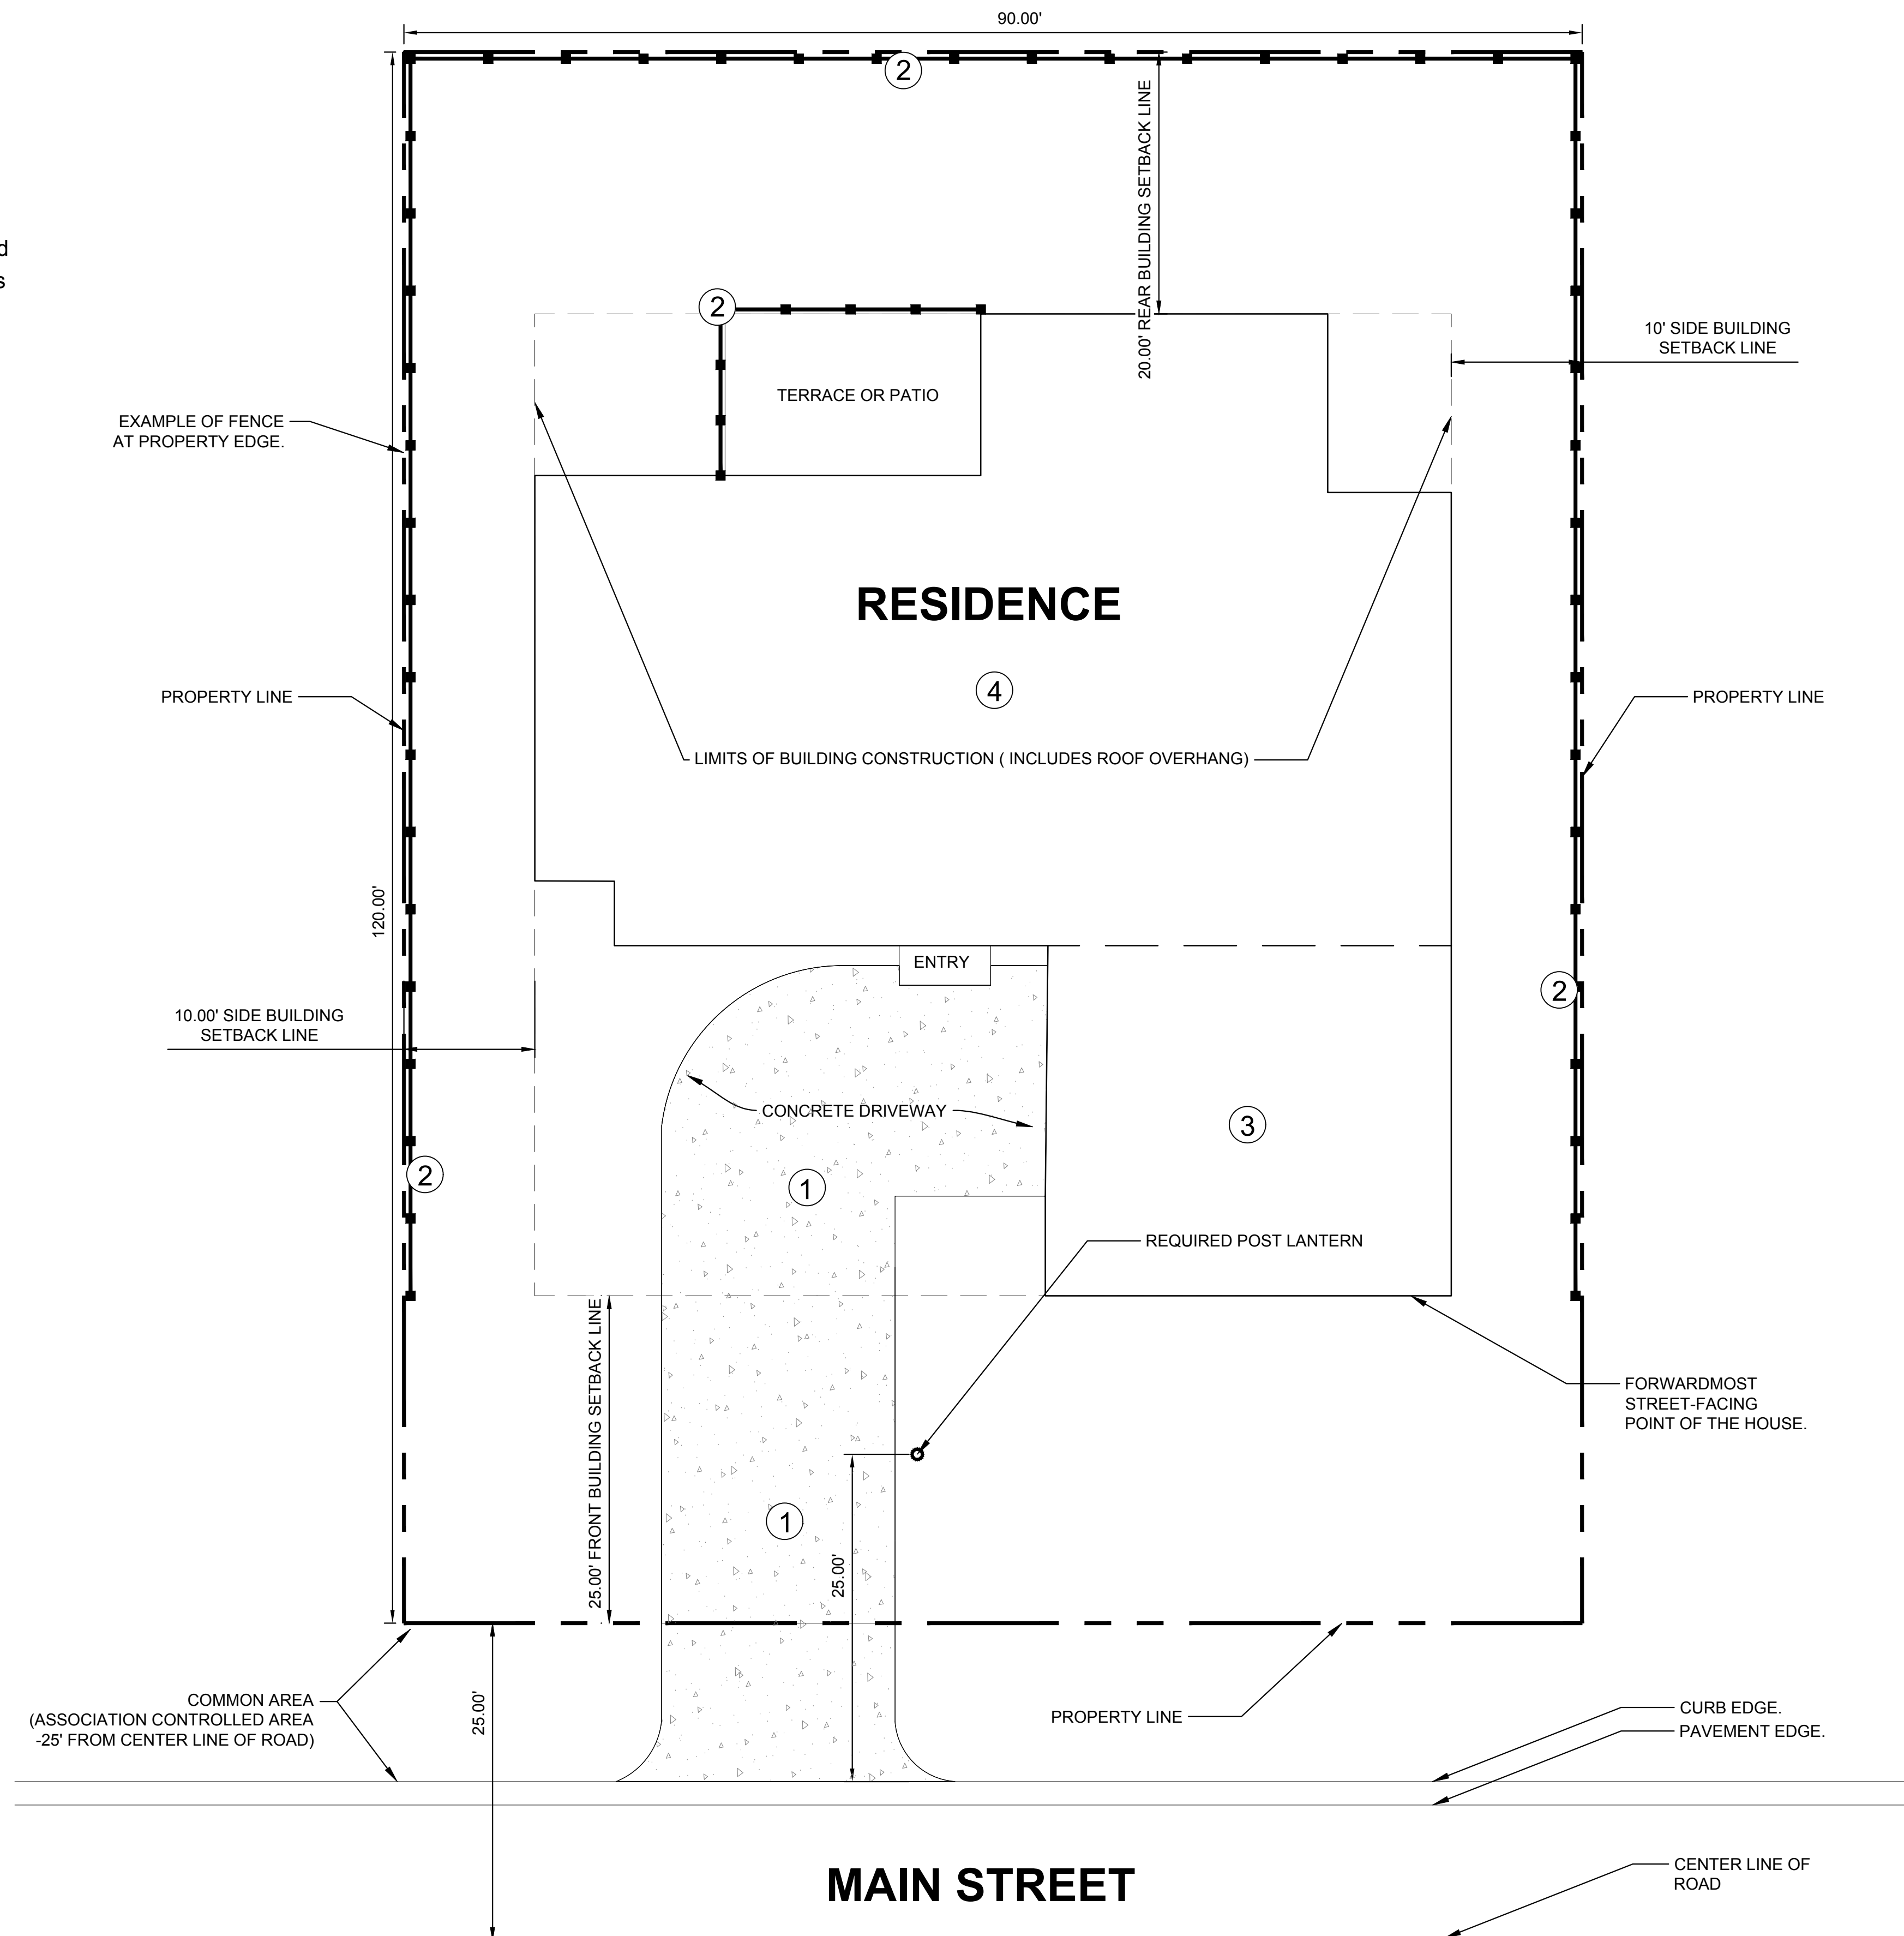 90.00'
2
d
s
20.00' REAR BUILDING SETBACK LINE
2
10' SIDE BUILDING
SETBACK LINE
TERRACE OR PATIO
EXAMPLE OF FENCE
AT PROPERTY EDGE.
RESIDENCE
4
PROPERTY LINE
PROPERTY LINE
LIMITS OF BUILDING CONSTRUCTION ( INCLUDES ROOF OVERHANG)
120.00'
ENTRY
2
10.00' SIDE BUILDING
SETBACK LINE
CONCRETE DRIVEWAY
3
2
1
REQUIRED POST LANTERN
25.00' FRONT BUILDING SETBACK LINE
FORWARDMOST
STREET-FACING
POINT OF THE HOUSE.
1
25.00'
COMMON AREA
(ASSOCIATION CONTROLLED AREA
-25' FROM CENTER LINE OF ROAD)
25.00'
PROPERTY LINE
CURB EDGE.
PAVEMENT EDGE.
MAIN STREET
CENTER LINE OF
ROAD